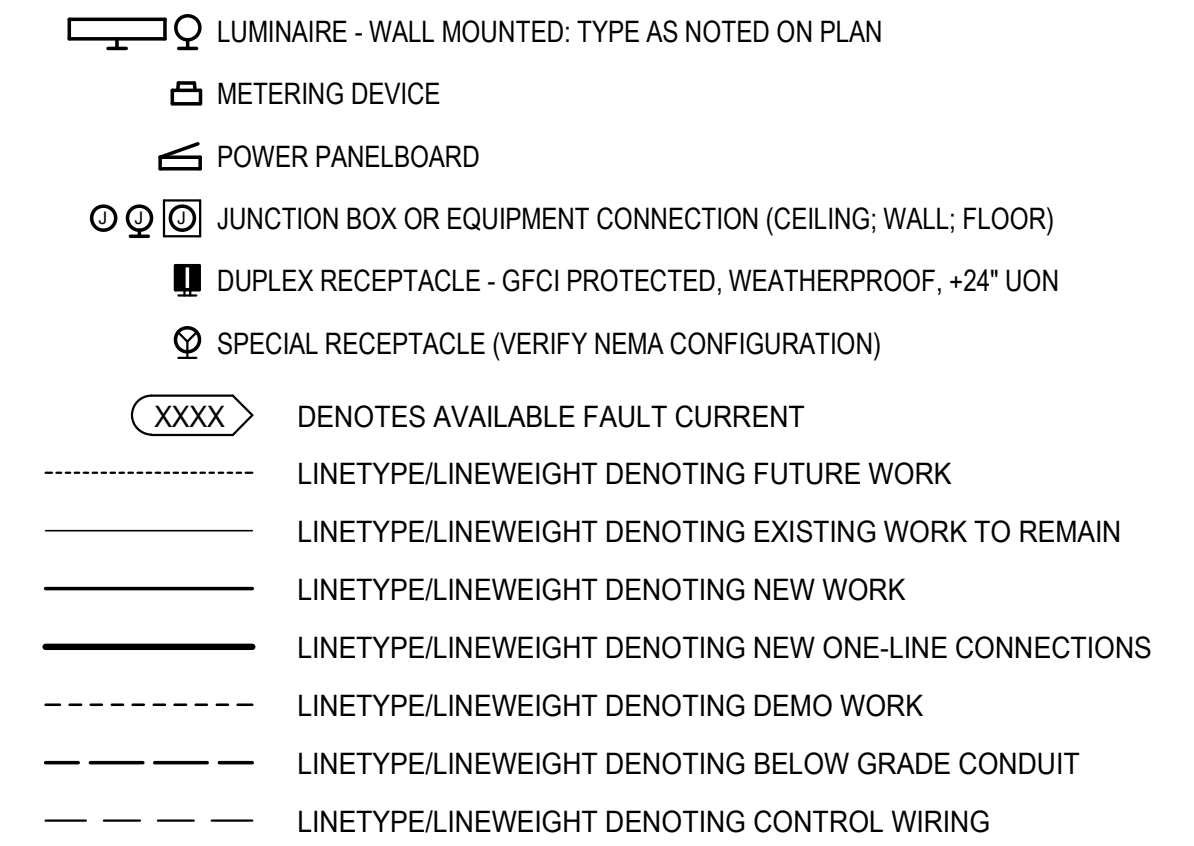 LUMINAIRE - WALL MOUNTED: TYPE AS NOTED ON PLAN
METERING DEVICE
POWER PANELBOARD
J J J JUNCTION BOX OR EQUIPMENT CONNECTION (CEILING; WALL; FLOOR)
DUPLEX RECEPTACLE - GFCI PROTECTED, WEATHERPROOF, +24" UON
SPECIAL RECEPTACLE (VERIFY NEMA CONFIGURATION)
XXXX DENOTES AVAILABLE FAULT CURRENT
LINETYPE/LINEWEIGHT DENOTING FUTURE WORK
LINETYPE/LINEWEIGHT DENOTING EXISTING WORK TO REMAIN
LINETYPE/LINEWEIGHT DENOTING NEW WORK
LINETYPE/LINEWEIGHT DENOTING NEW ONE-LINE CONNECTIONS
LINETYPE/LINEWEIGHT DENOTING DEMO WORK
LINETYPE/LINEWEIGHT DENOTING BELOW GRADE CONDUIT
LINETYPE/LINEWEIGHT DENOTING CONTROL WIRING